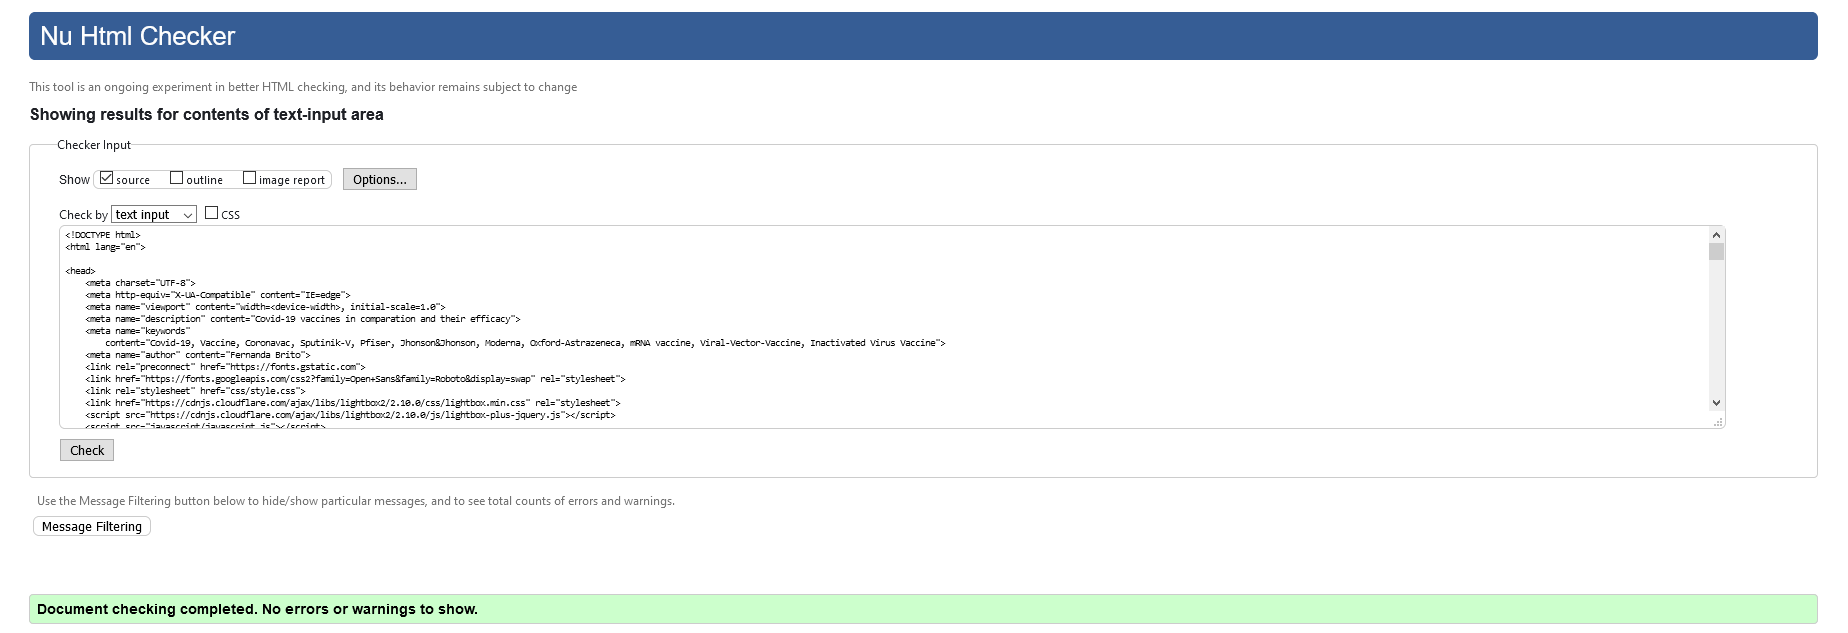 Nu Html Checker
This tool is an ongoing experiment in better HTML checking, and its behavior remains subject to change
Showing results for contents of text-input area
Checker Input
Show source outline image report Options...
Check by text input CSS
<!DOCTYPE html>
<html lang="en">
<head>
<meta charset="UTF-8">
<meta http-equiv="X-UA-Compatible" content="IE=edge">
<meta name="viewport" content="width=<device-width>, initial-scale=1.0">
<meta name="description" content="Covid-19 vaccines in comparation and their efficacy">
<meta name="keywords"
content="Covid-19, Vaccine, Coronavac, Sputinik-V, Pfiser, Jhonson&Jhonson, Moderna, Oxford-Astrazeneca, mRNA vaccine, Viral-Vector-Vaccine, Inactivated Virus Vaccine">
<meta name="author" content="Fernanda Brito">
<link rel="preconnect" href="https://fonts.gstatic.com">
<link href="https://fonts.googleapis.com/css2?family=Open+Sans&family=Roboto&display=swap" rel="stylesheet">
<link rel="stylesheet" href="css/style.css">
<link href="https://cdnjs.cloudflare.com/ajax/libs/lightbox2/2.10.0/css/lightbox.min.css" rel="stylesheet">
<script src="https://cdnjs.cloudflare.com/ajax/libs/lightbox2/2.10.0/js/lightbox-plus-jquery.js"></script>
<script src="javascript/javascript.js"></script>
Check
Use the Message Filtering button below to hide/show particular messages, and to see total counts of errors and warnings.
Message Filtering
Document checking completed. No errors or warnings to show.